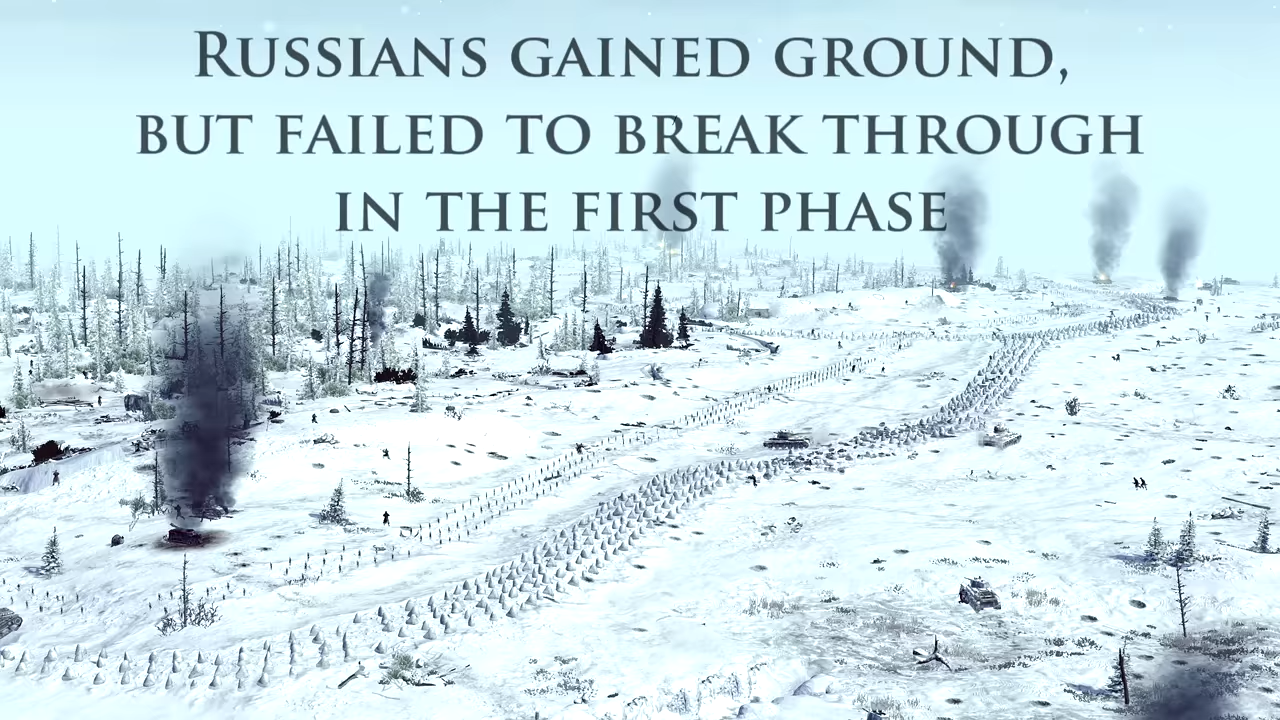 Russians gained ground,
but failed to break through
in the first phase